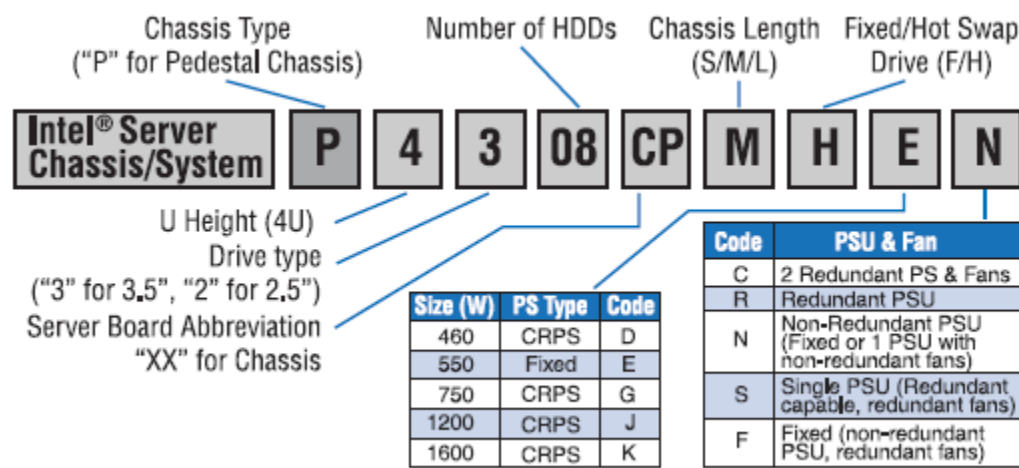 Chassis Type
("P" for Pedestal Chassis)
Number of HDDs
Chassis Length
(S/M/L)
Fixed/Hot Swap
Drive (F/H)
Intel® Server
Chassis/System
P 4 3 08 CP M H E N
U Height (4U)
Drive type
("3" for 3.5", "2" for 2.5")
Server Board Abbreviation
"XX" for Chassis
Size (W) PS Type Code
460 CRPS D
550 Fixed E
750 CRPS G
1200 CRPS J
1600 CRPS K
Code PSU & Fan
C 2 Redundant PS & Fans
R Redundant PSU
N Non-Redundant PSU
(Fixed or 1 PSU with
non-redundant fans)
S Single PSU (Redundant
capable, redundant fans)
F Fixed (non-redundant
PSU, redundant fans)